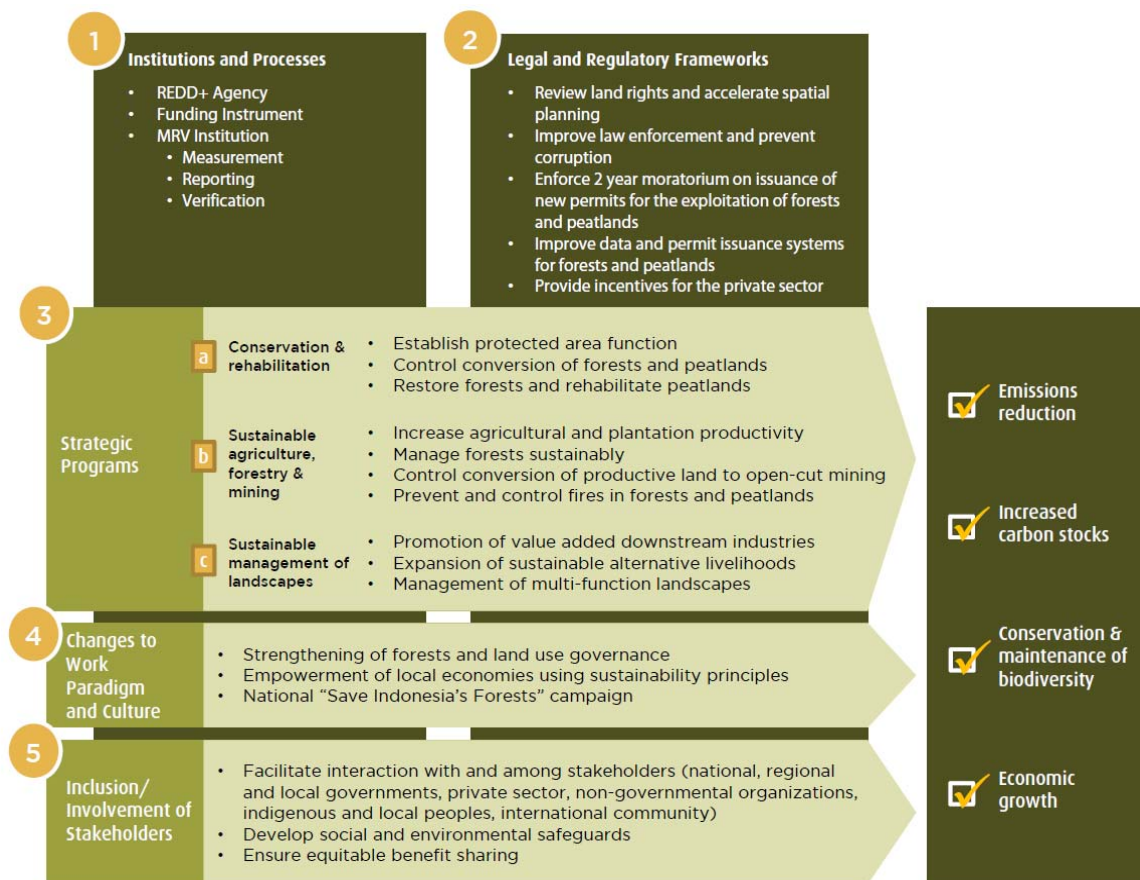 1
Institutions and Processes
• REDD+ Agency
• Funding Instrument
• MRV Institution
• Measurement
• Reporting
• Verification
2
Legal and Regulatory Frameworks
• Review land rights and accelerate spatial
planning
• Improve law enforcement and prevent
corruption
• Enforce 2 year moratorium on issuance of
new permits for the exploitation of forests
and peatlands
• Improve data and permit issuance systems
for forests and peatlands
• Provide incentives for the private sector
3
Strategic
Programs
a
Conservation &
rehabilitation
• Establish protected area function
• Control conversion of forests and peatlands
• Restore forests and rehabilitate peatlands
b
Sustainable
agriculture,
forestry &
mining
• Increase agricultural and plantation productivity
• Manage forests sustainably
• Control conversion of productive land to open-cut mining
• Prevent and control fires in forests and peatlands
c
Sustainable
management of
landscapes
• Promotion of value added downstream industries
• Expansion of sustainable alternative livelihoods
• Management of multi-function landscapes
4
Changes to
Work
Paradigm
and Culture
• Strengthening of forests and land use governance
• Empowerment of local economies using sustainability principles
• National “Save Indonesia’s Forests” campaign
5
Inclusion/
Involvement of
Stakeholders
• Facilitate interaction with and among stakeholders (national, regional
and local governments, private sector, non-governmental organizations,
indigenous and local peoples, international community)
• Develop social and environmental safeguards
• Ensure equitable benefit sharing
Emissions
reduction
Increased
carbon stocks
Conservation &
maintenance of
biodiversity
Economic
growth